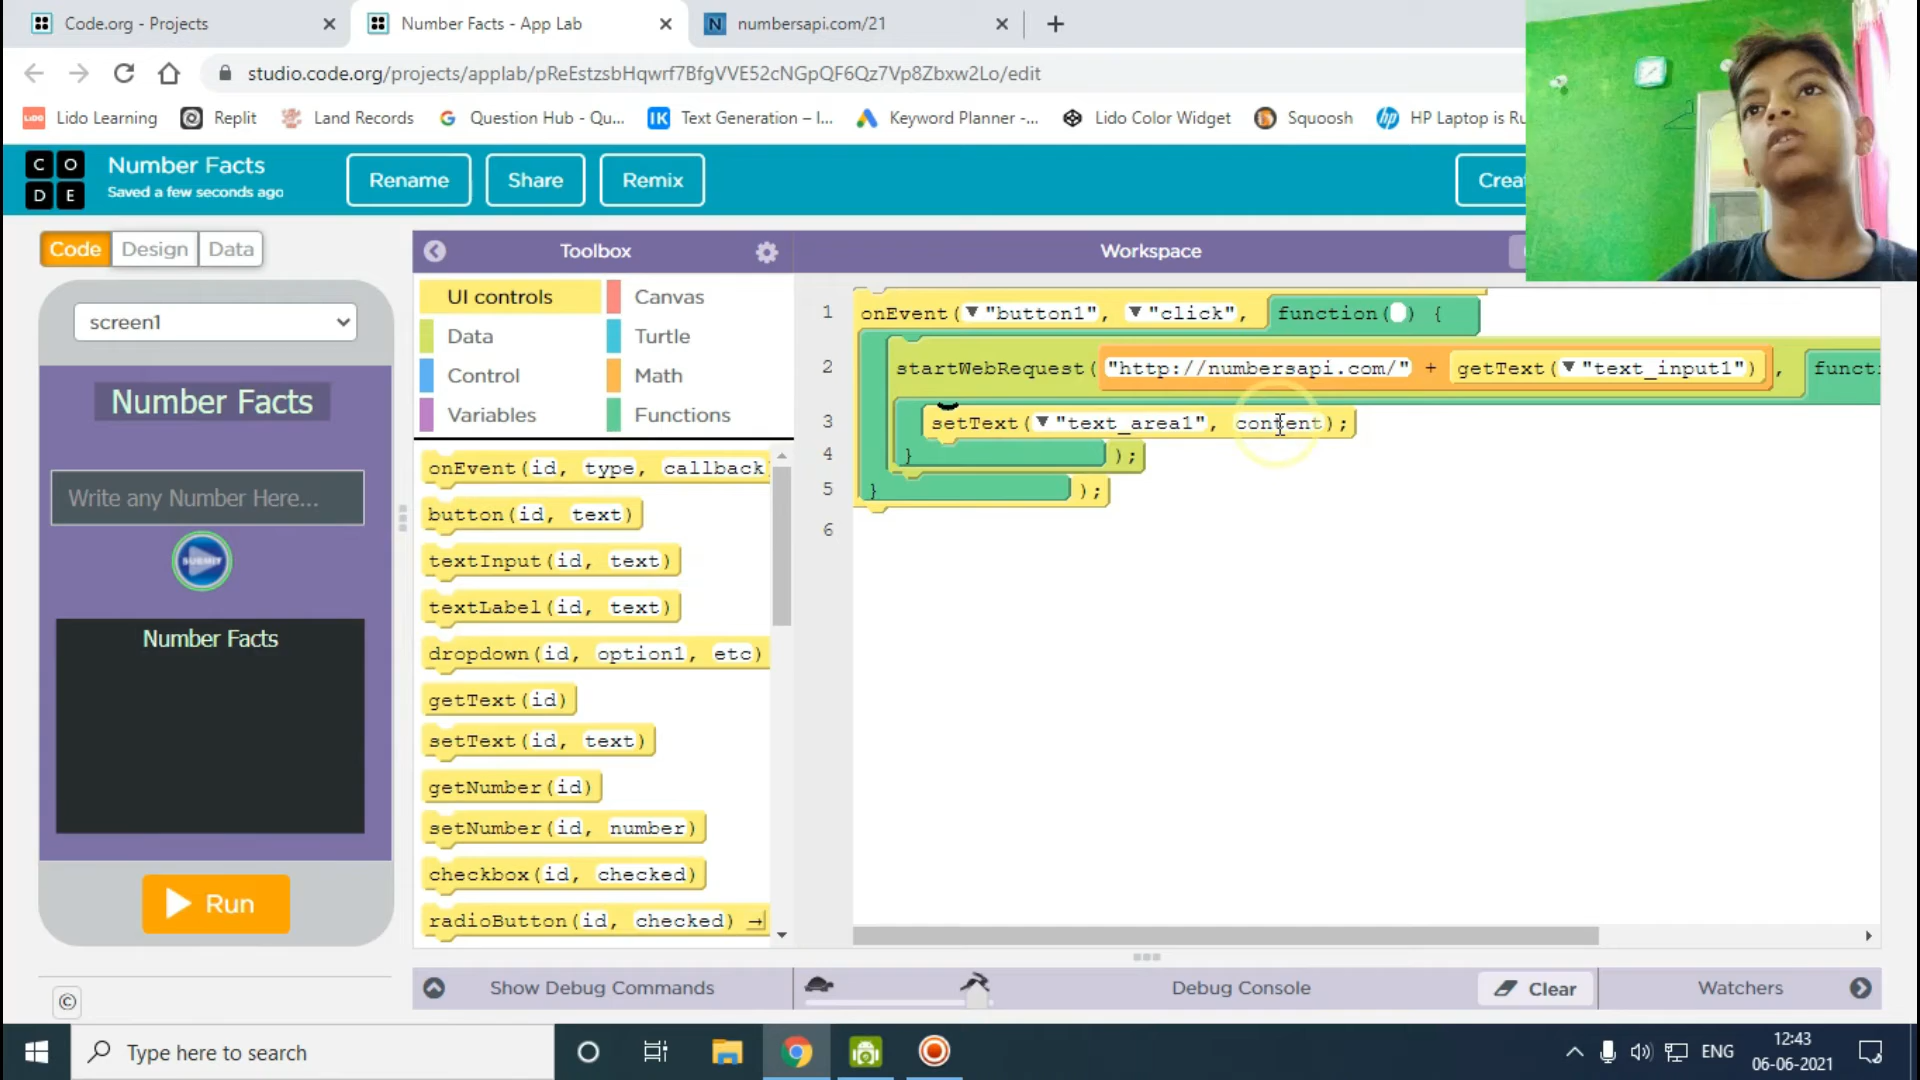 Code.org - Projects
Number Facts - App Lab
N numbersapi.com/21
studio.code.org/projects/applab/pReEstzsbHqwrf7BfgVVE52cNGpQF6Qz7Vp8Zbxw2Lo/edit
LIDO Lido Learning
Replit
Land Records
G Question Hub - Qu...
IK Text Generation – I...
Keyword Planner -...
Lido Color Widget
Squoosh
hp HP Laptop is Ru
C O D E
Number Facts
Saved a few seconds ago
Rename
Share
Remix
Crea
Code
Design
Data
Toolbox
Workspace
screen1
Number Facts
Write any Number Here...
SUBMIT
Number Facts
Run
UI controls
Canvas
Data
Turtle
Control
Math
Variables
Functions
onEvent(id, type, callback)
button(id, text)
textInput(id, text)
textLabel(id, text)
dropdown(id, option1, etc)
getText(id)
setText(id, text)
getNumber(id)
setNumber(id, number)
checkbox(id, checked)
radioButton(id, checked)
1 onEvent(▼"button1", ▼"click", function() {
2 startWebRequest("http://numbersapi.com/" + getText(▼"text_input1"), functi
3 setText(▼"text_area1", content);
4 } );
5 } );
6
©
Show Debug Commands
Debug Console
Clear
Watchers
Type here to search
ENG
12:43
06-06-2021